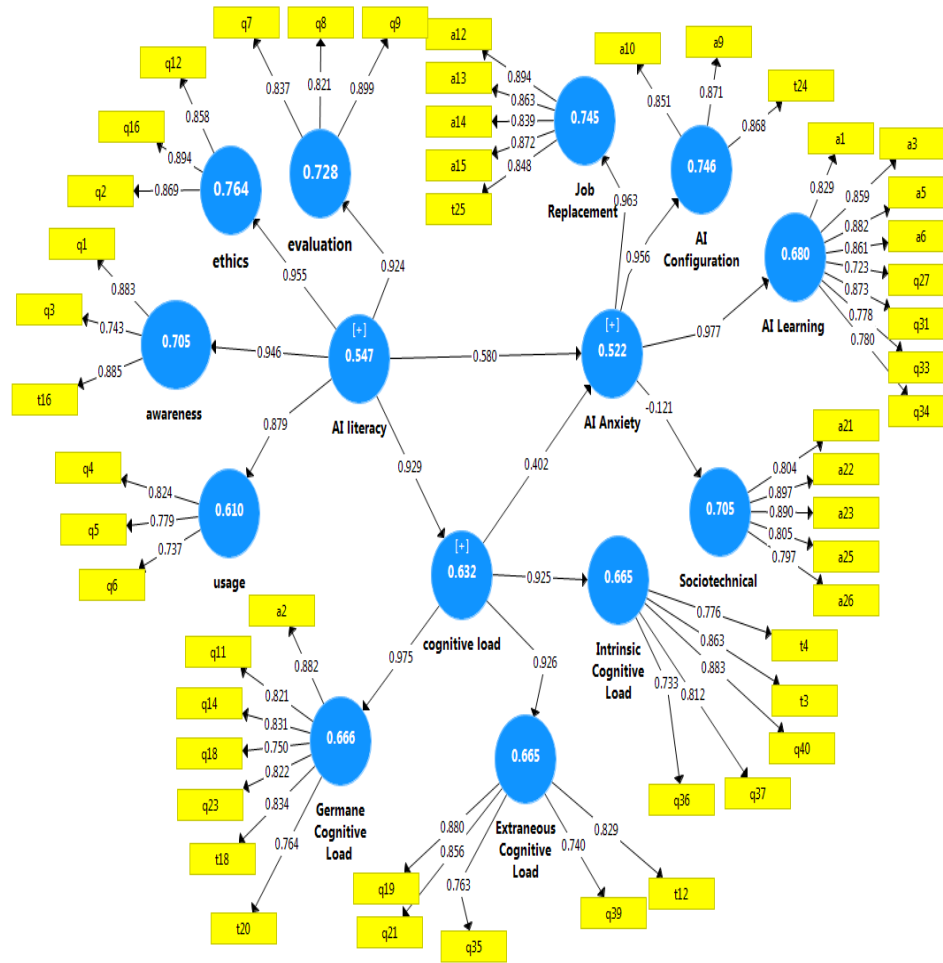 q7
q8
q9
a12
a10
a9
q12
0.837
0.821
0.899
0.894
t24
a13
0.863
0.851
0.871
0.858
0.745
0.868
q16
a14
0.839
a1
a3
0.894
0.728
0.872
0.746
q2
0.869
0.764
a15
0.848
0.829
0.859
a5
Job
Replacement
t25
0.963
0.882
q1
evaluation
AI
Configuration
a6
ethics
0.861
0.680
0.723
q27
0.955
0.924
0.956
0.873
0.883
0.778
q31
q3
[+]
[+]
AI Learning
0.743
0.705
0.946
0.547
0.580
0.522
0.977
0.780
q33
0.885
t16
awareness
AI literacy
AI Anxiety
-0.121
q34
0.879
a21
q4
0.929
0.402
0.804
a22
0.824
0.897
q5
0.779
0.610
0.705
0.890
a23
0.737
[+]
0.805
a25
q6
usage
0.632
0.925
0.665
Sociotechnical
0.797
a26
a2
0.776
cognitive load
Intrinsic
Cognitive
Load
t4
q11
0.882
0.975
0.926
0.863
0.821
0.733
0.883
q14
0.831
0.812
t3
q18
0.750
0.666
0.665
q40
q23
0.822
q36
q37
0.834
Germane
Cognitive
Load
Extraneous
Cognitive
Load
t18
0.764
0.880
0.829
0.856
0.740
q19
0.763
t12
t20
q21
q35
q39